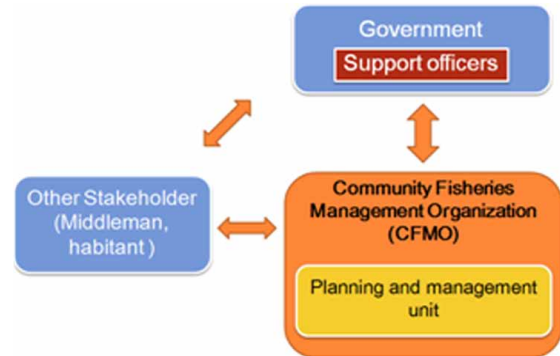 Government
Support officers
Other Stakeholder
(Middleman,
habitant )
Community Fisheries
Management Organization
(CFMO)
Planning and management
unit